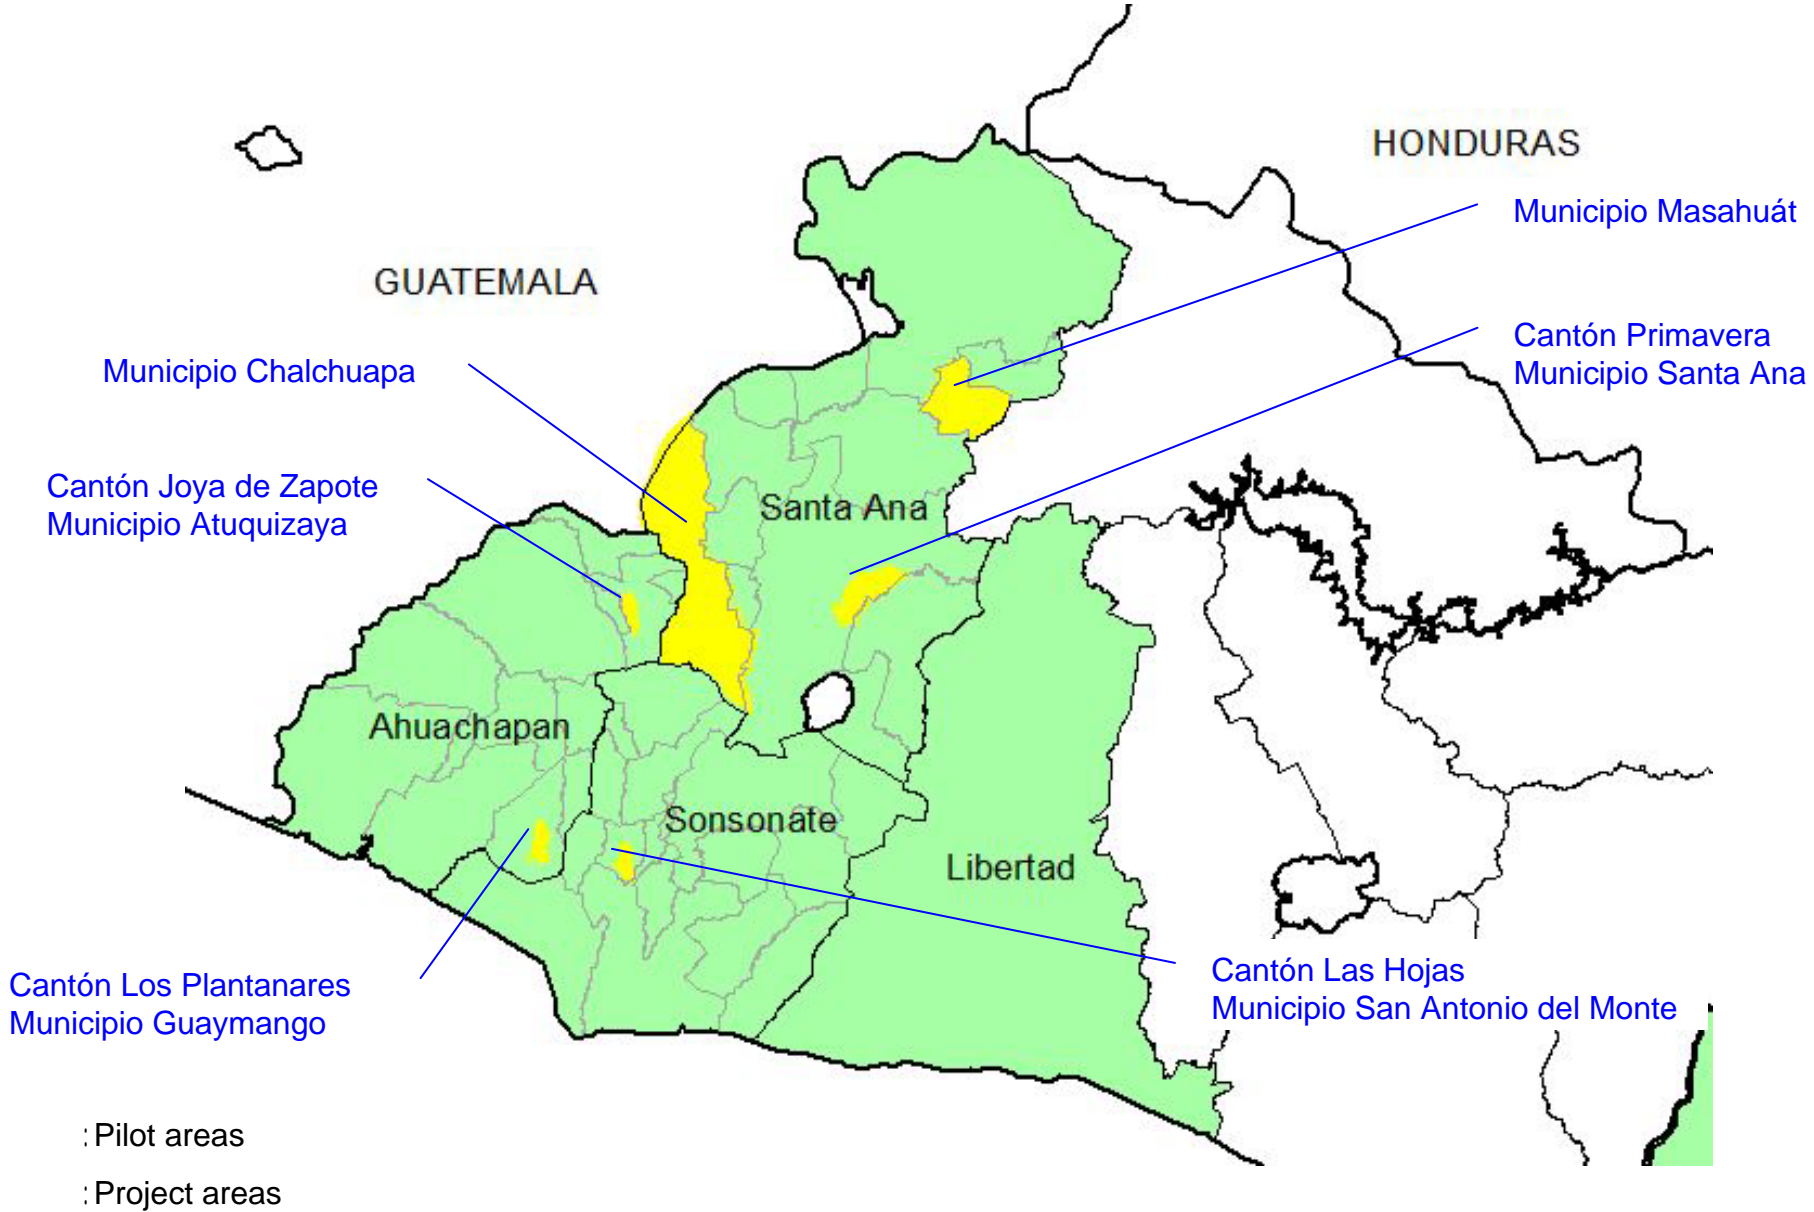 HONDURAS
Municipio Masahuát
GUATEMALA
Cantón Primavera
Municipio Santa Ana
Municipio Chalchuapa
Cantón Joya de Zapote
Municipio Atuquizaya
Santa Ana
Ahuachapan
Sonsonate
Libertad
Cantón Los Plantanares
Municipio Guaymango
Cantón Las Hojas
Municipio San Antonio del Monte
:Pilot areas
:Project areas